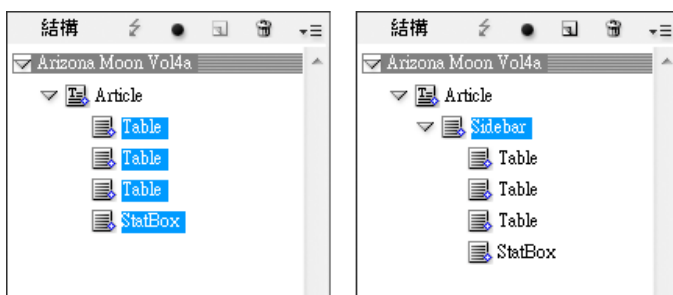 結構
Arizona Moon Vol4a
Article
Table
Table
Table
StatBox
結構
Arizona Moon Vol4a
Article
Sidebar
Table
Table
Table
StatBox